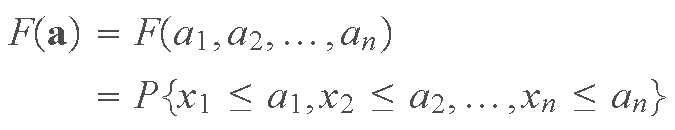 F(a) = F(a₁, a₂, ..., aₙ)
= P{x₁ ≤ a₁, x₂ ≤ a₂, ..., xₙ ≤ aₙ}